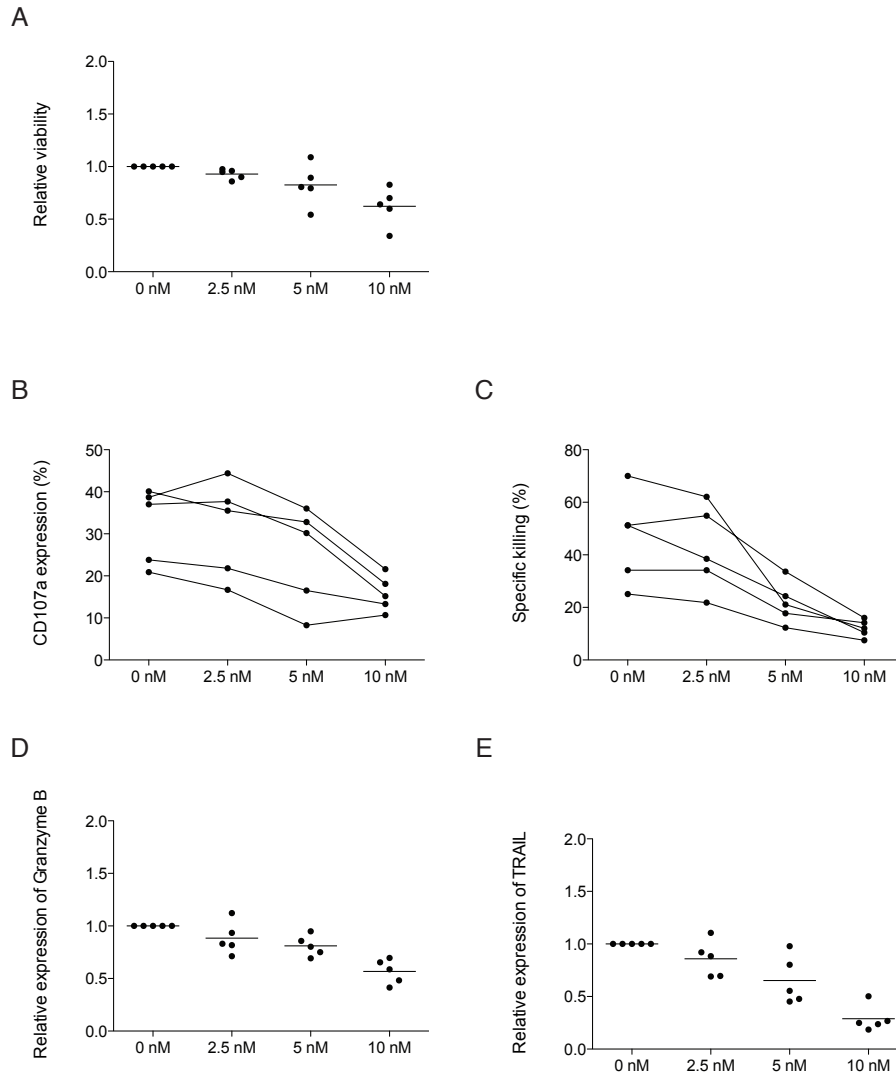 A
Relative viability
2.0
1.5
1.0
0.5
0.0
0 nM 2.5 nM 5 nM 10 nM
B
CD107a expression (%)
50
40
30
20
10
0
0 nM 2.5 nM 5 nM 10 nM
C
Specific killing (%)
80
60
40
20
0
0 nM 2.5 nM 5 nM 10 nM
D
Relative expression of Granzyme B
2.0
1.5
1.0
0.5
0.0
0 nM 2.5 nM 5 nM 10 nM
E
Relative expression of TRAIL
2.0
1.5
1.0
0.5
0.0
0 nM 2.5 nM 5 nM 10 nM